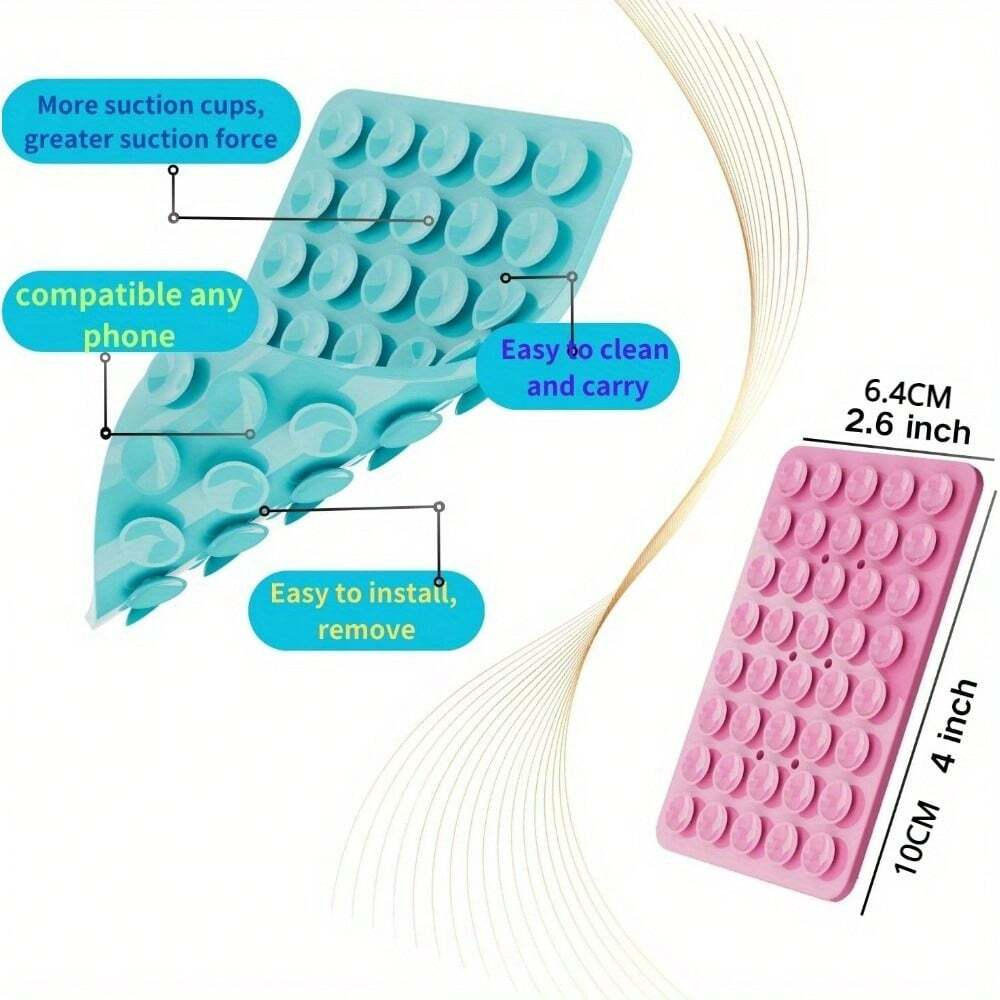 More suction cups,
greater suction force
compatible any
phone
Easy to clean
and carry
Easy to install,
remove
6.4CM
2.6 inch
10CM 4 inch